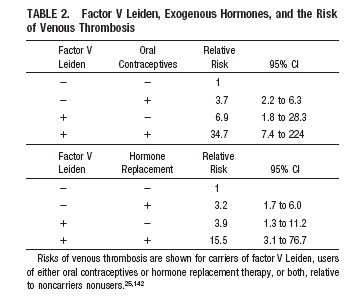 TABLE 2. Factor V Leiden, Exogenous Hormones, and the Risk
of Venous Thrombosis
Factor V Oral Relative
Leiden Contraceptives Risk 95% CI
− − 1
− + 3.7 2.2 to 6.3
+ − 6.9 1.8 to 28.3
+ + 34.7 7.4 to 224
Factor V Hormone Relative
Leiden Replacement Risk 95% CI
− − 1
− + 3.2 1.7 to 6.0
+ − 3.9 1.3 to 11.2
+ + 15.5 3.1 to 76.7
Risks of venous thrombosis are shown for carriers of factor V Leiden, users
of either oral contraceptives or hormone replacement therapy, or both, relative
to noncarriers nonusers.25,142